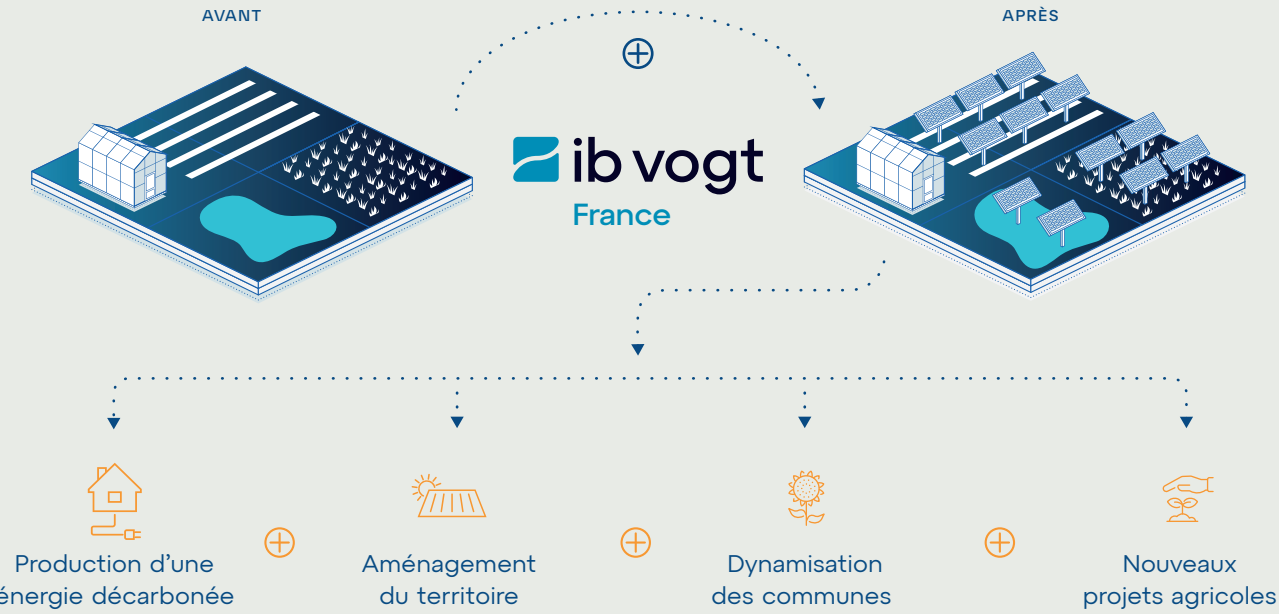 AVANT
APRÈS
ib vogt
France
Production d’une
énergie décarbonée
Aménagement
du territoire
Dynamisation
des communes
Nouveaux
projets agricoles